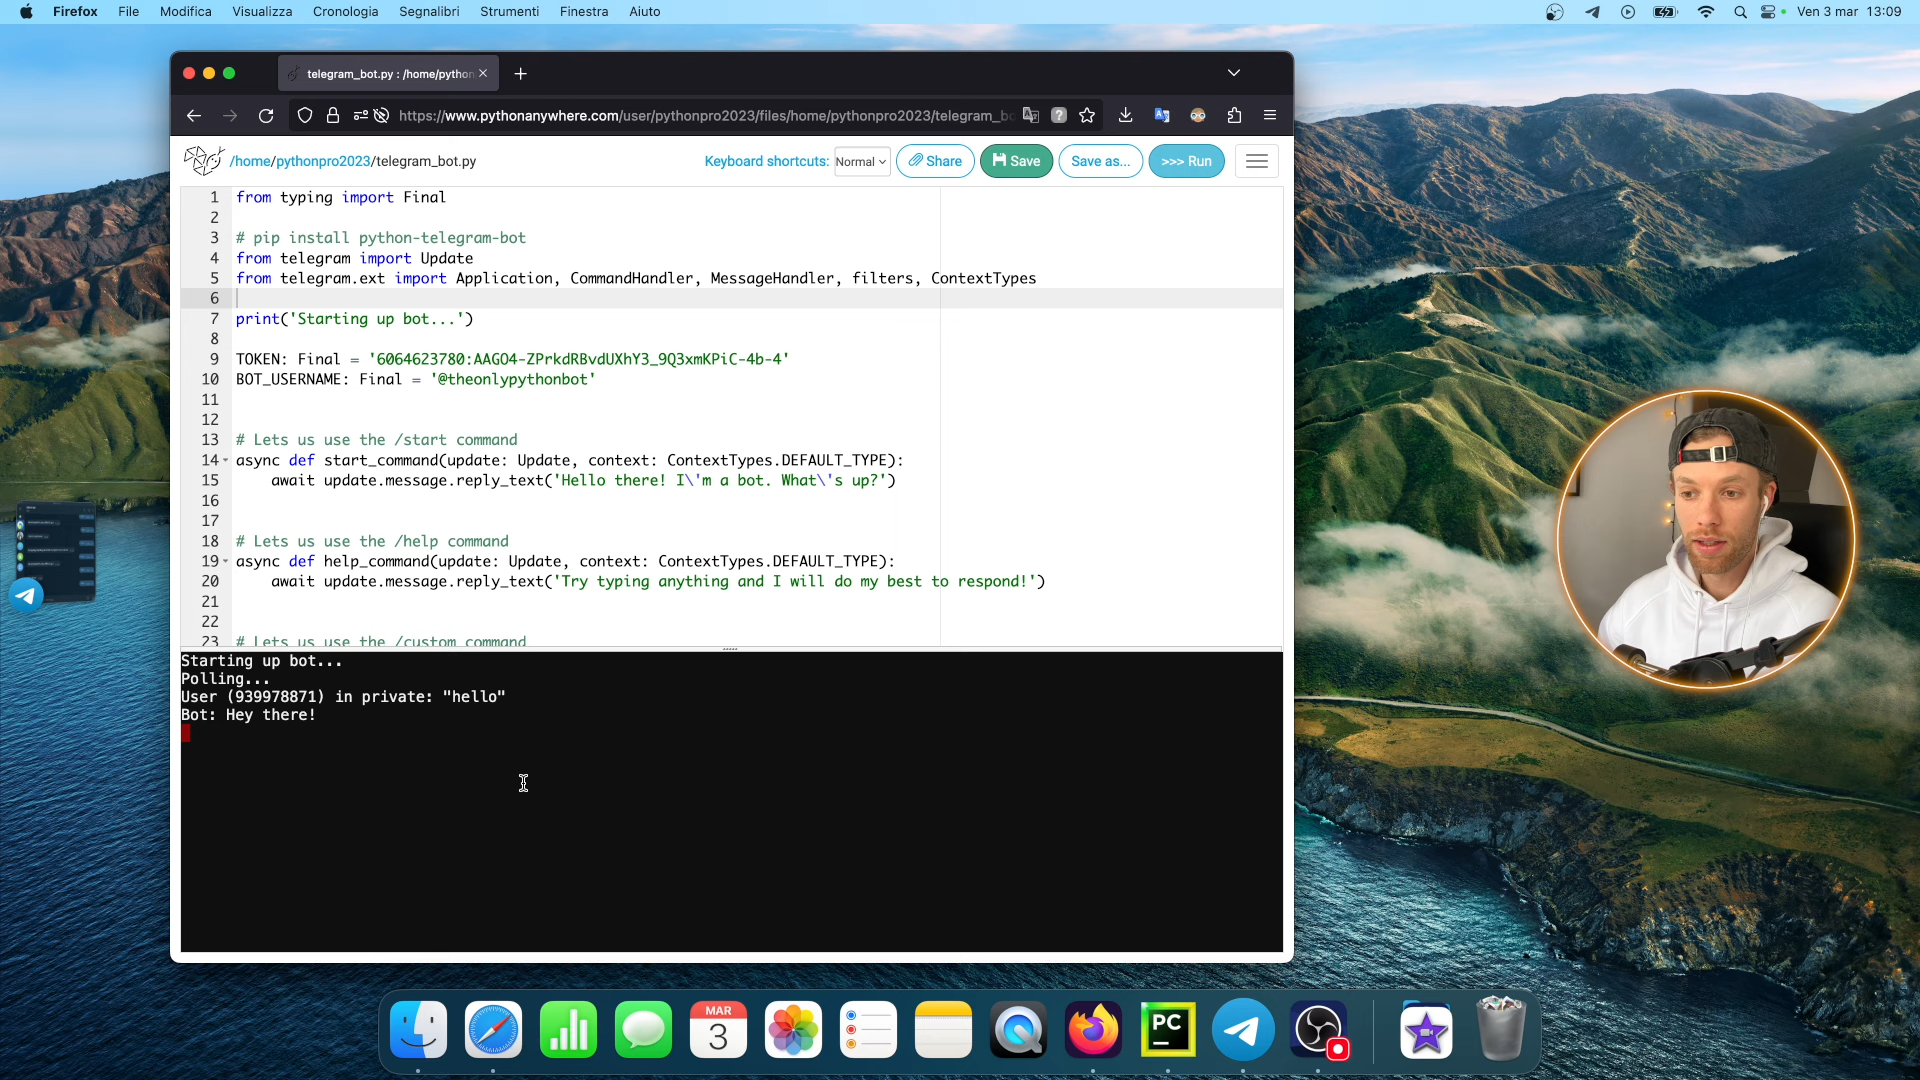 Firefox File Modifica Visualizza Cronologia Segnalibri Strumenti Finestra Aiuto
Ven 3 mar 13:09
telegram_bot.py : /home/python
https://www.pythonanywhere.com/user/pythonpro2023/files/home/pythonpro2023/telegram_bo
/home/pythonpro2023/telegram_bot.py
Keyboard shortcuts: Normal Share Save Save as... >>> Run
1 from typing import Final
2
3 # pip install python-telegram-bot
4 from telegram import Update
5 from telegram.ext import Application, CommandHandler, MessageHandler, filters, ContextTypes
6
7 print('Starting up bot...')
8
9 TOKEN: Final = '6064623780:AAGO4-ZPrkdRBvdUXhY3_9Q3xmKPiC-4b-4'
10 BOT_USERNAME: Final = '@theonlypythonbot'
11
12
13 # Lets us use the /start command
14 async def start_command(update: Update, context: ContextTypes.DEFAULT_TYPE):
15 await update.message.reply_text('Hello there! I\'m a bot. What\'s up?')
16
17
18 # Lets us use the /help command
19 async def help_command(update: Update, context: ContextTypes.DEFAULT_TYPE):
20 await update.message.reply_text('Try typing anything and I will do my best to respond!')
21
22
23 # Lets us use the /custom command
Starting up bot...
Polling...
User (939978871) in private: "hello"
Bot: Hey there!
MAR
3
PC